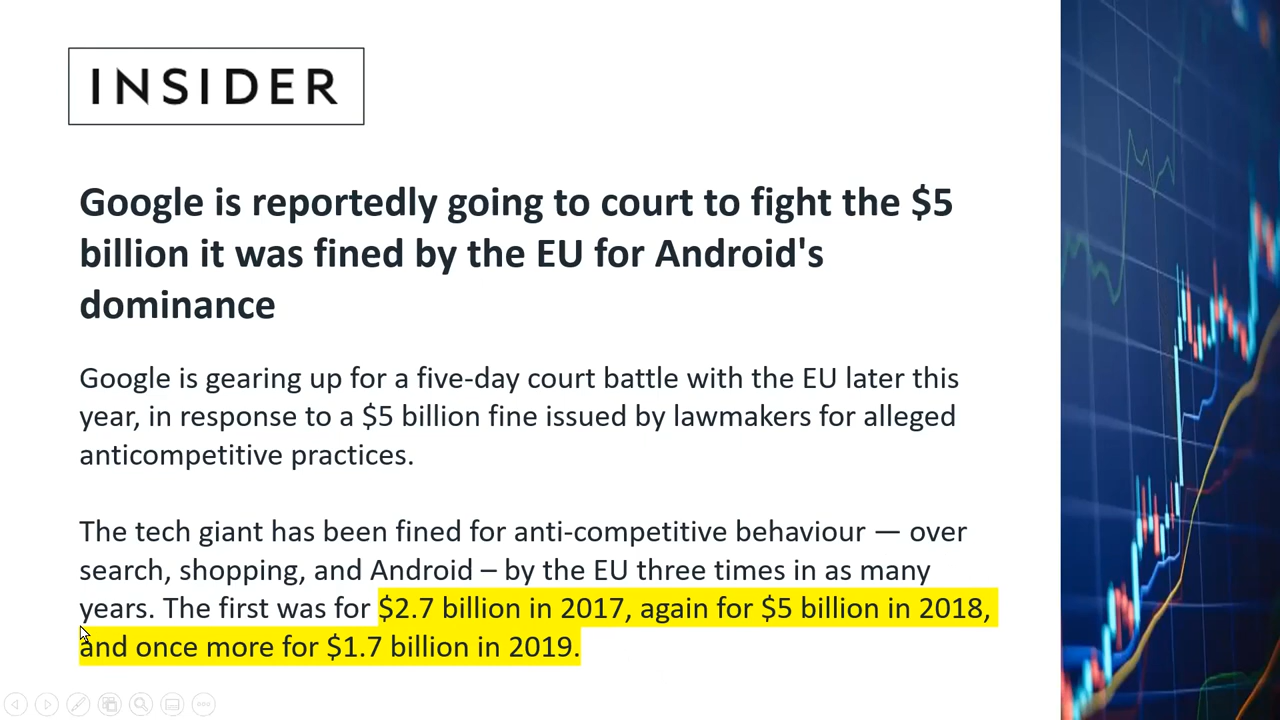 INSIDER
Google is reportedly going to court to fight the $5
billion it was fined by the EU for Android's
dominance
Google is gearing up for a five-day court battle with the EU later this
year, in response to a $5 billion fine issued by lawmakers for alleged
anticompetitive practices.
The tech giant has been fined for anti-competitive behaviour — over
search, shopping, and Android – by the EU three times in as many
years. The first was for $2.7 billion in 2017, again for $5 billion in 2018,
and once more for $1.7 billion in 2019.